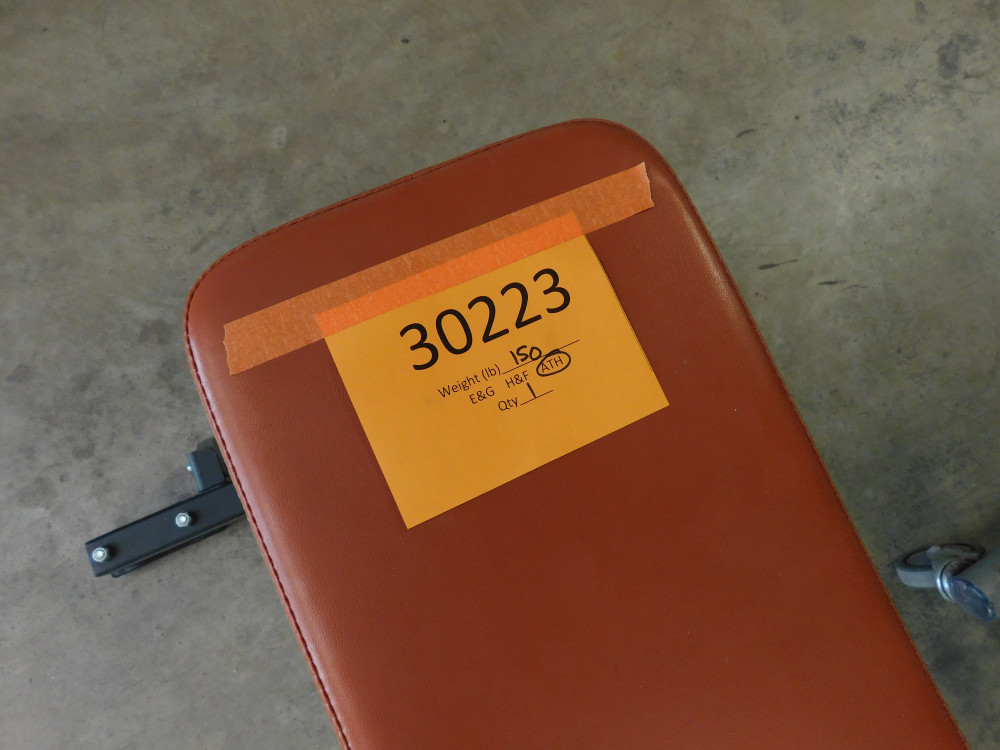 30223
Weight (lb) 150
E&G H&F ATH
Qty 1